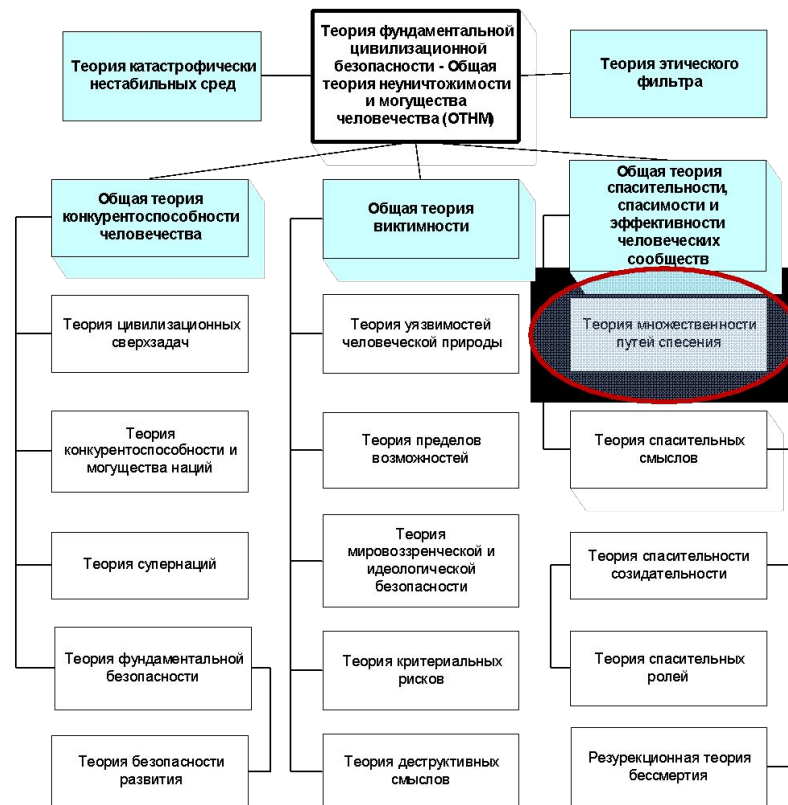 Теория фундаментальной
цивилизационной
безопасности - Общая
теория неуничтожимости
и могущества
человечества (ОТНМ)
Теория катастрофически
нестабильных сред
Теория этического
фильтра
Общая теория
конкурентоспособности
человечества
Общая теория
виктимности
Общая теория
спасительности,
спасимости и
эффективности
человеческих
сообществ
Теория цивилизационных
сверхзадач
Теория уязвимостей
человеческой природы
Теория множественности
путей спесения
Теория
конкурентоспособности и
могущества наций
Теория пределов
возможностей
Теория спасительных
смыслов
Теория супернаций
Теория
мировоззренческой и
идеологической
безопасности
Теория спасительности
созидательности
Теория фундаментальной
безопасности
Теория критериальных
рисков
Теория спасительных
ролей
Теория безопасности
развития
Теория деструктивных
смыслов
Резурекционная теория
бессмертия